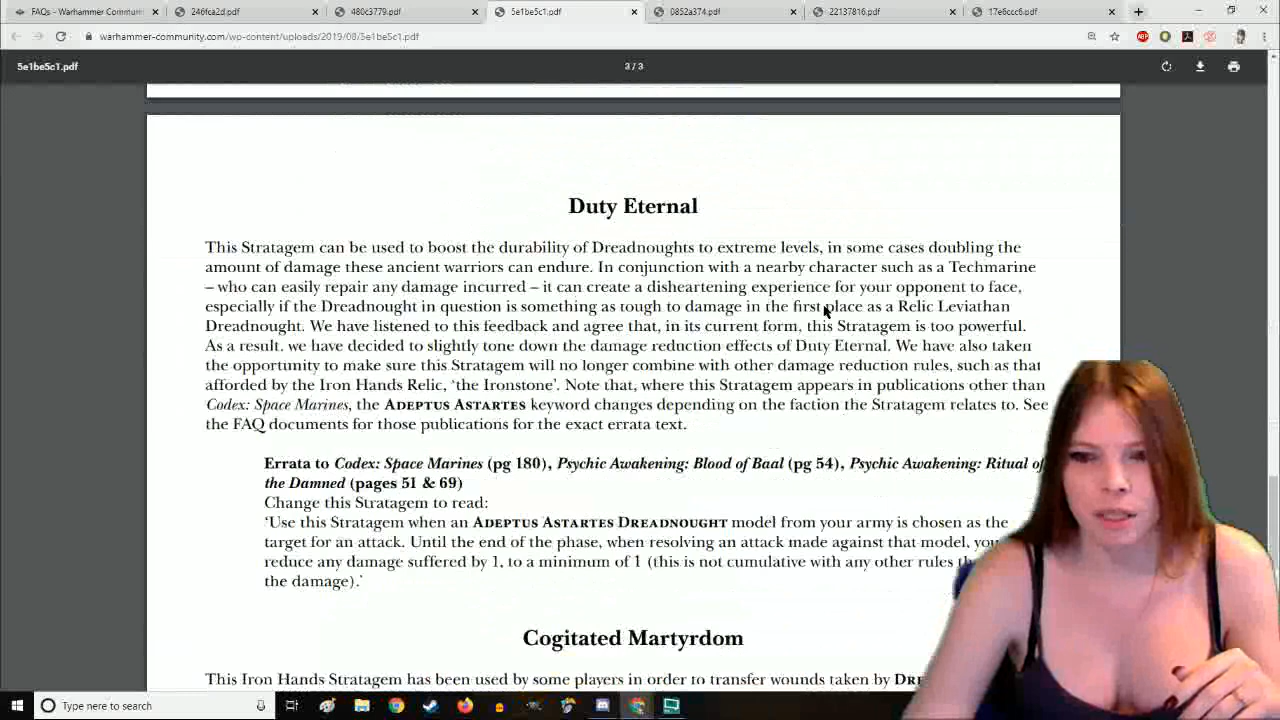 FAQs - Warhammer Communi
246fca2d.pdf
480c3779.pdf
5e1be5c1.pdf
0852a374.pdf
22137816.pdf
17e6ccc6.pdf
warhammer-community.com/wp-content/uploads/2019/08/5e1be5c1.pdf
ABP
5e1be5c1.pdf
3/3
Duty Eternal
This Stratagem can be used to boost the durability of Dreadnoughts to extreme levels, in some cases doubling the
amount of damage these ancient warriors can endure. In conjunction with a nearby character such as a Techmarine
– who can easily repair any damage incurred – it can create a disheartening experience for your opponent to face,
especially if the Dreadnought in question is something as tough to damage in the first place as a Relic Leviathan
Dreadnought. We have listened to this feedback and agree that, in its current form, this Stratagem is too powerful.
As a result, we have decided to slightly tone down the damage reduction effects of Duty Eternal. We have also taken
the opportunity to make sure this Stratagem will no longer combine with other damage reduction rules, such as that
afforded by the Iron Hands Relic, ‘the Ironstone’. Note that, where this Stratagem appears in publications other than
Codex: Space Marines, the ADEPTUS ASTARTES keyword changes depending on the faction the Stratagem relates to. See
the FAQ documents for those publications for the exact errata text.
Errata to Codex: Space Marines (pg 180), Psychic Awakening: Blood of Baal (pg 54), Psychic Awakening: Ritual of
the Damned (pages 51 & 69)
Change this Stratagem to read:
‘Use this Stratagem when an ADEPTUS ASTARTES DREADNOUGHT model from your army is chosen as the
target for an attack. Until the end of the phase, when resolving an attack made against that model, you
reduce any damage suffered by 1, to a minimum of 1 (this is not cumulative with any other rules th
the damage).’
Cogitated Martyrdom
This Iron Hands Stratagem has been used by some players in order to transfer wounds taken by DRE
Type here to search